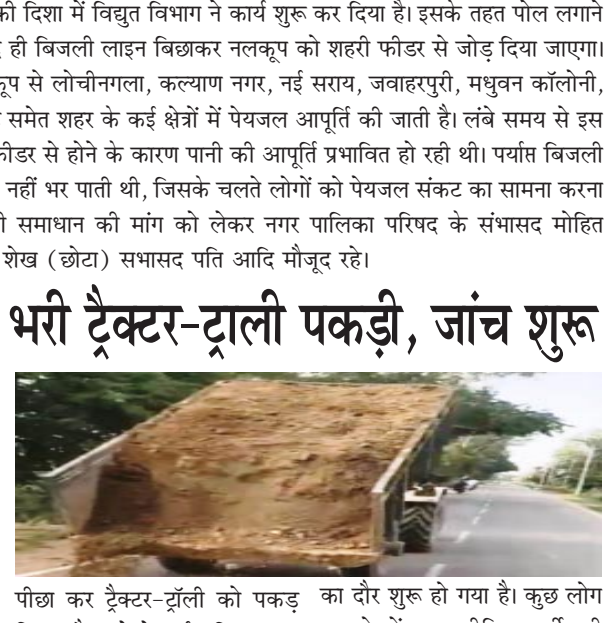 की दिशा में विद्युत विभाग ने कार्य शुरू कर दिया है। इसके तहत पोल लगाने
ही बिजली लाइन बिछाकर नलकूप को शहरी फीडर से जोड़ दिया जाएगा।
से लोचीनगला, कल्याण नगर, नई सराय, जवाहरपुरी, मधुवन कॉलोनी,
समेत शहर के कई क्षेत्रों में पेयजल आपूर्ति की जाती है। लंबे समय से इस
फीडर से होने के कारण पानी की आपूर्ति प्रभावित हो रही थी। पर्याप्त बिजली
नहीं भर पाती थी, जिसके चलते लोगों को पेयजल संकट का सामना करना
समाधान की मांग को लेकर नगर पालिका परिषद के संभासद मोहित
शेख (छोटा) सभासद पति आदि मौजूद रहे।
भरी ट्रैक्टर-ट्राली पकड़ी, जांच शुरू
पीछा कर ट्रैक्टर-ट्रॉली को पकड़
का दौर शुरू हो गया है। कुछ लोग